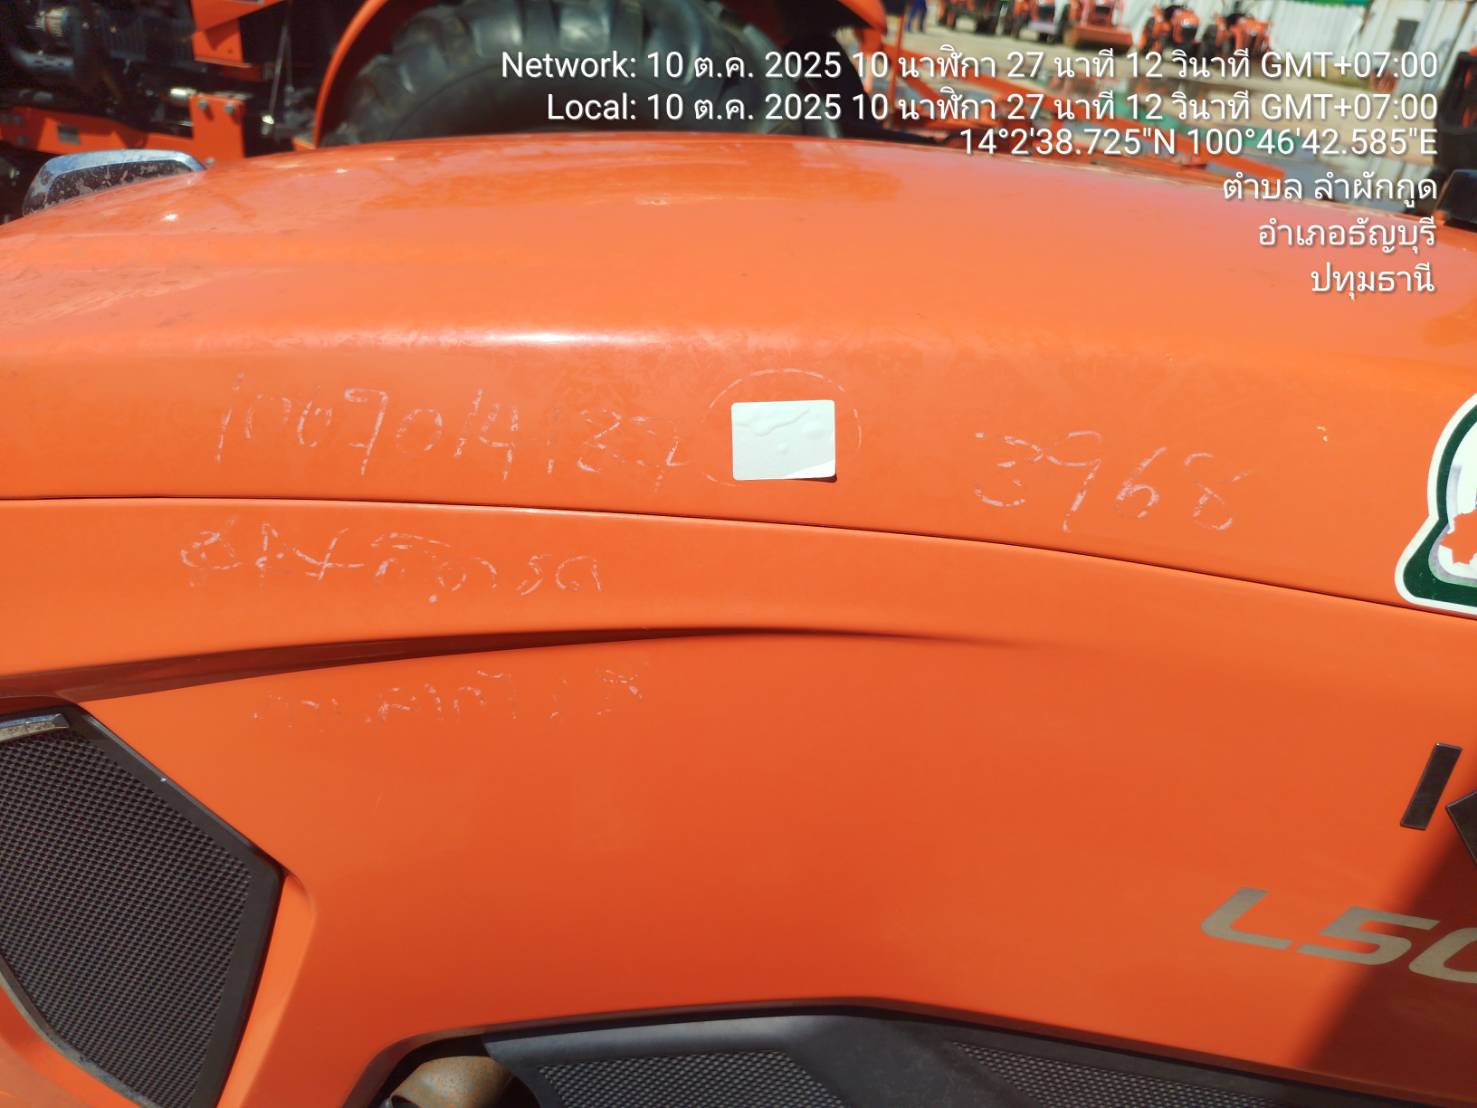 Network: 10 ต.ค. 2025 10 นาฬิกา 27 นาที 12 วินาที GMT+07:00
Local: 10 ต.ค. 2025 10 นาฬิกา 27 นาที 12 วินาที GMT+07:00
14°2'38.725"N 100°46'42.585"E
ตำบล ลำผักกูด
อำเภอธัญบุรี
ปทุมธานี
3968
L50